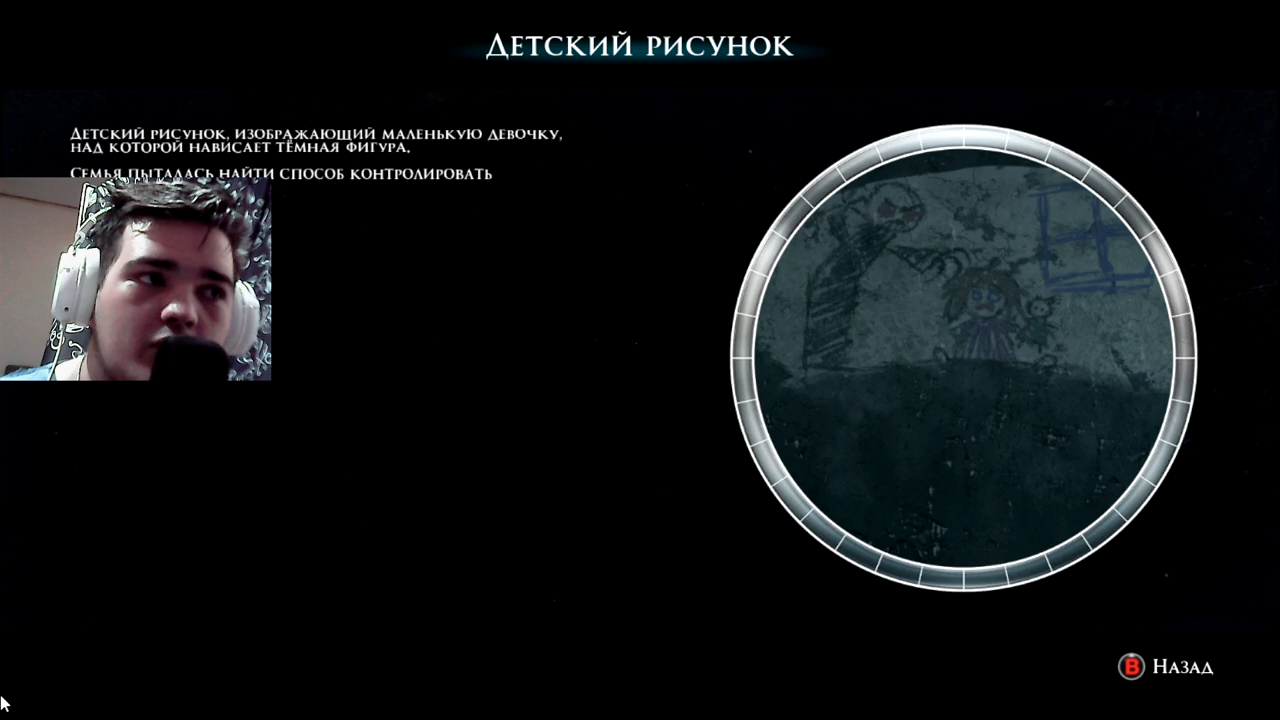 Детский рисунок
Детский рисунок, изображающий маленькую девочку,
над которой нависает тёмная фигура.
Семья пыталась найти способ контролировать
B Назад